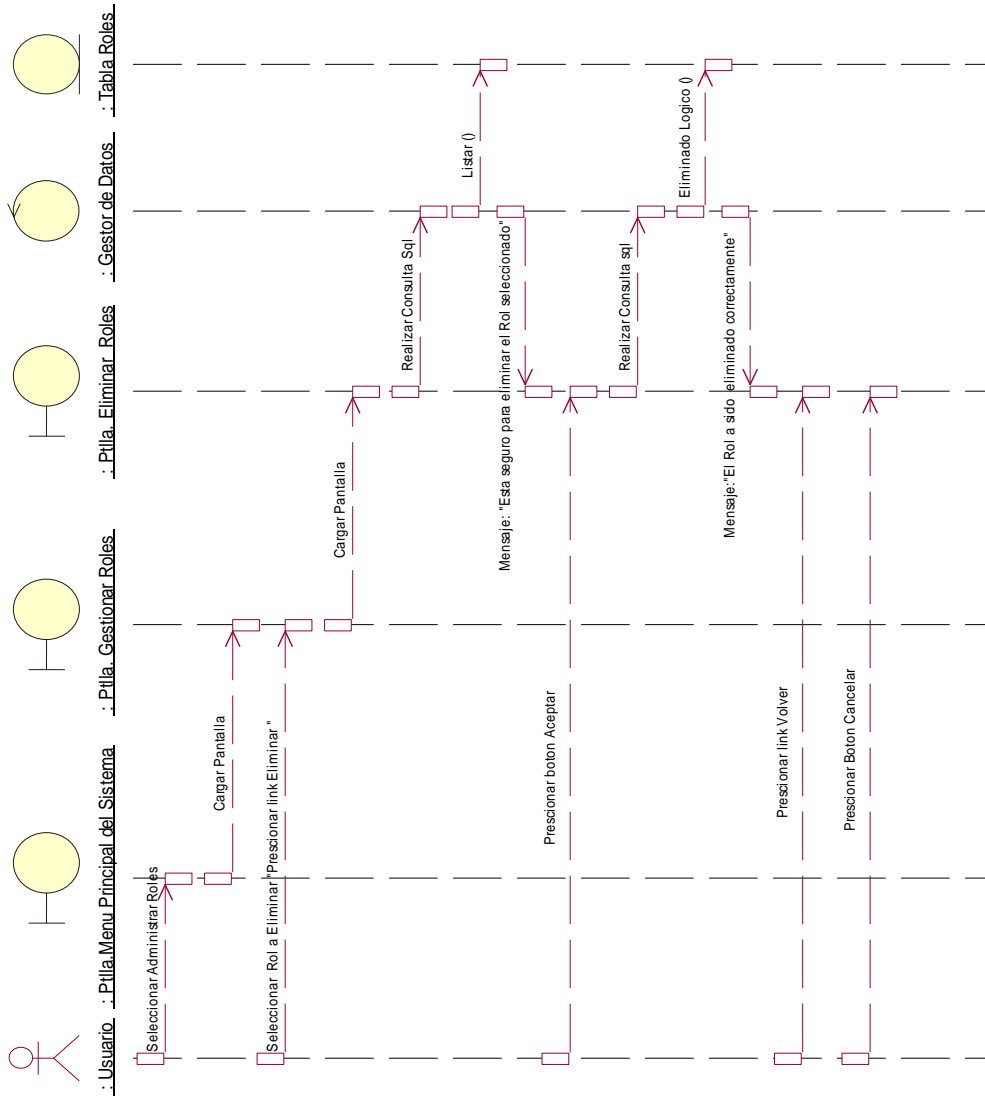 : Usuario
: Ptlla.Menu Principal del Sistema
: Ptlla. Gestionar Roles
: Ptlla. Eliminar Roles
: Gestor de Datos
: Tabla Roles
Seleccionar Administrar Roles
Cargar Pantalla
Seleccionar Rol a Eliminar "Prescionar link Eliminar "
Cargar Pantalla
Realizar Consulta Sql
Listar ()
Mensaje: "Esta seguro para eliminar el Rol seleccionado"
Prescionar boton Aceptar
Realizar Consulta sql
Eliminado Logico ()
Mensaje:"El Rol a sido eliminado correctamente"
Prescionar link Volver
Prescionar Boton Cancelar